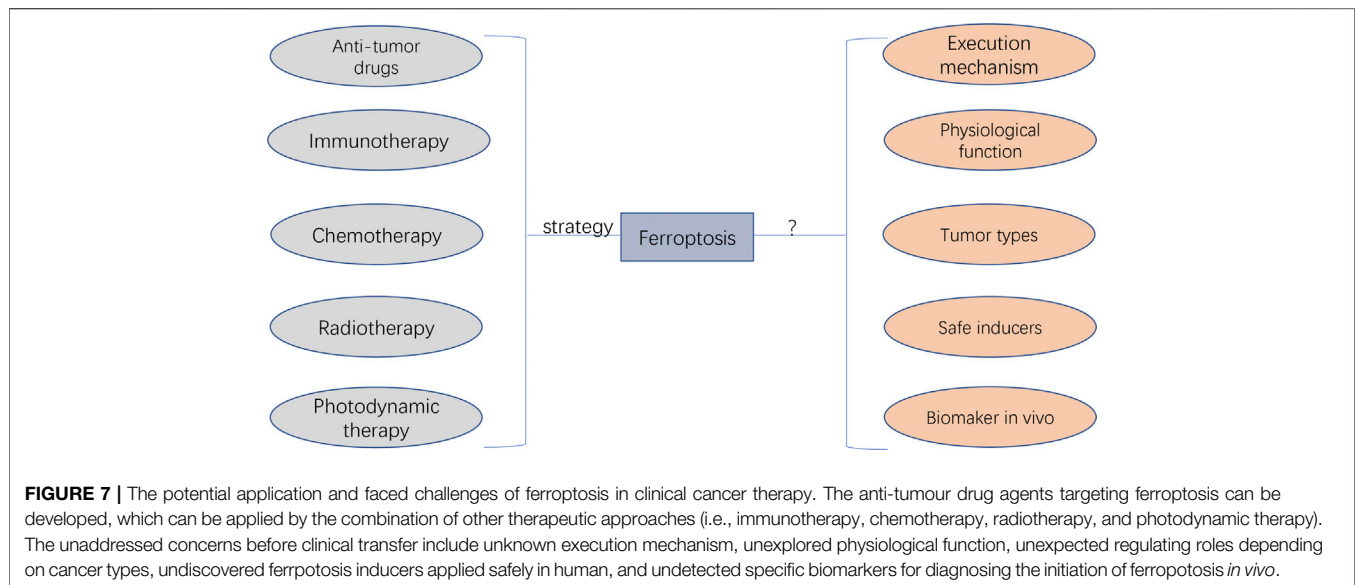 Anti-tumor
drugs
Immunotherapy
Chemotherapy
Radiotherapy
Photodynamic
therapy
strategy
Ferroptosis
?
Execution
mechanism
Physiological
function
Tumor types
Safe inducers
Biomaker in vivo
FIGURE 7 | The potential application and faced challenges of ferroptosis in clinical cancer therapy. The anti-tumour drug agents targeting ferroptosis can be
developed, which can be applied by the combination of other therapeutic approaches (i.e., immunotherapy, chemotherapy, radiotherapy, and photodynamic therapy).
The unaddressed concerns before clinical transfer include unknown execution mechanism, unexplored physiological function, unexpected regulating roles depending
on cancer types, undiscovered ferrpotosis inducers applied safely in human, and undetected specific biomarkers for diagnosing the initiation of ferropotosis in vivo.